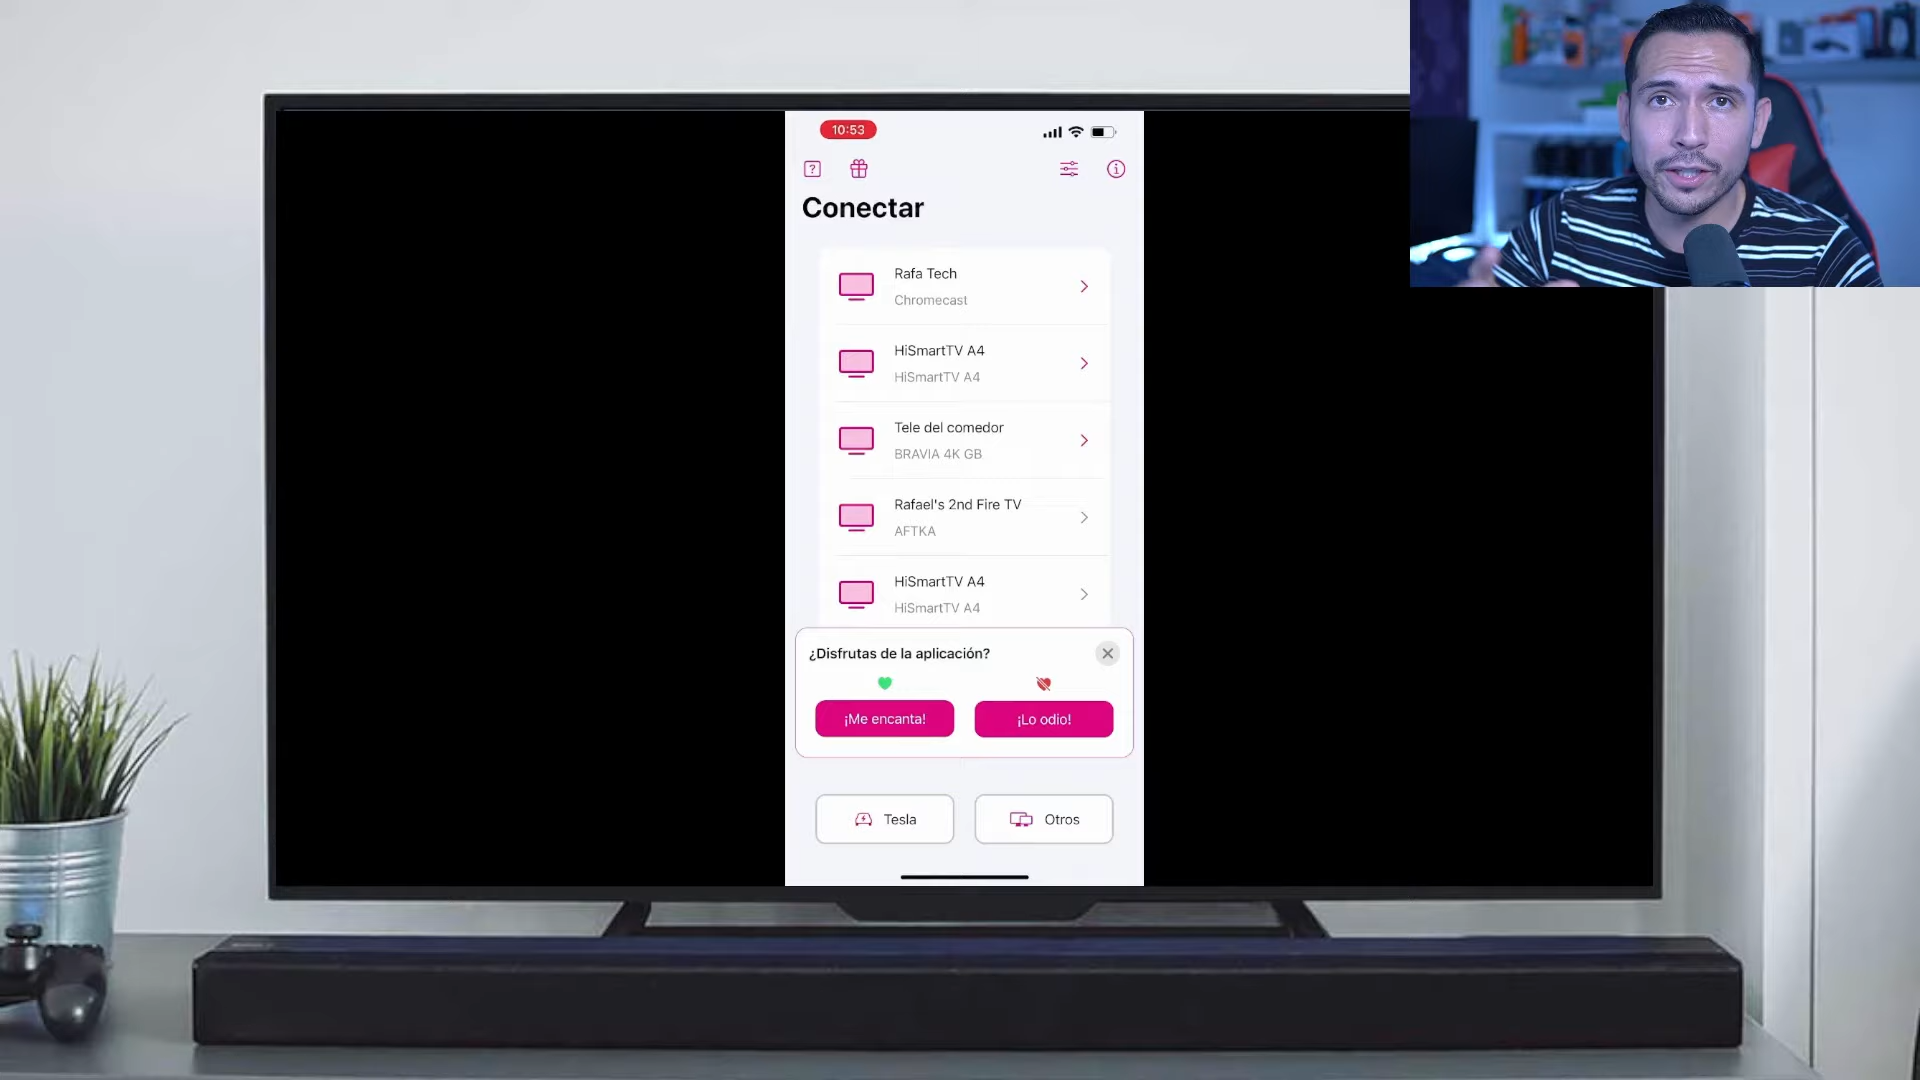 10:53
Conectar
Rafa Tech
Chromecast
HiSmartTV A4
HiSmartTV A4
Tele del comedor
BRAVIA 4K GB
Rafael's 2nd Fire TV
AFTKA
HiSmartTV A4
HiSmartTV A4
¿Disfrutas de la aplicación?
¡Me encanta!
¡Lo odio!
Tesla
Otros